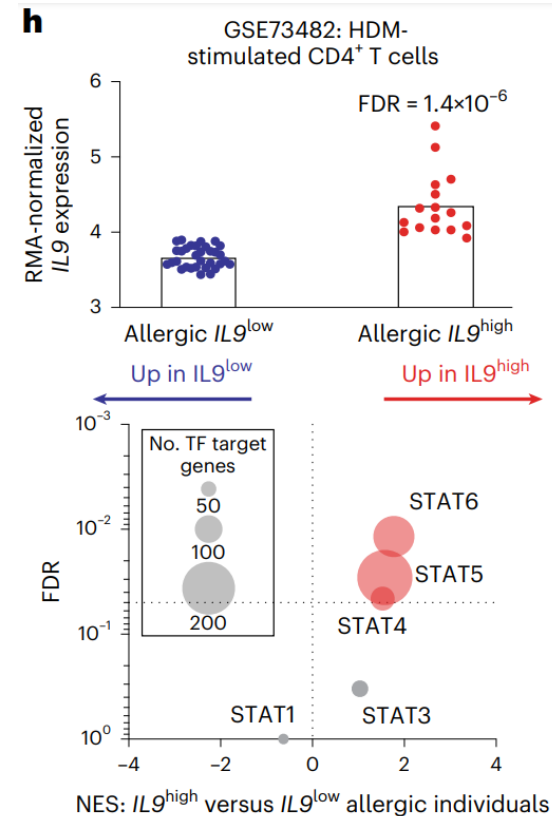 h
GSE73482: HDM-
stimulated CD4⁺ T cells
RMA-normalized
IL9 expression
6
5
4
3
FDR = 1.4×10⁻⁶
Allergic IL9ˡᵒʷ
Allergic IL9ʰⁱᵍʰ
Up in IL9ˡᵒʷ
Up in IL9ʰⁱᵍʰ
FDR
10⁻³
10⁻²
10⁻¹
10⁰
No. TF target
genes
50
100
200
STAT6
STAT5
STAT4
STAT1
STAT3
−4
−2
0
2
4
NES: IL9ʰⁱᵍʰ versus IL9ˡᵒʷ allergic individuals